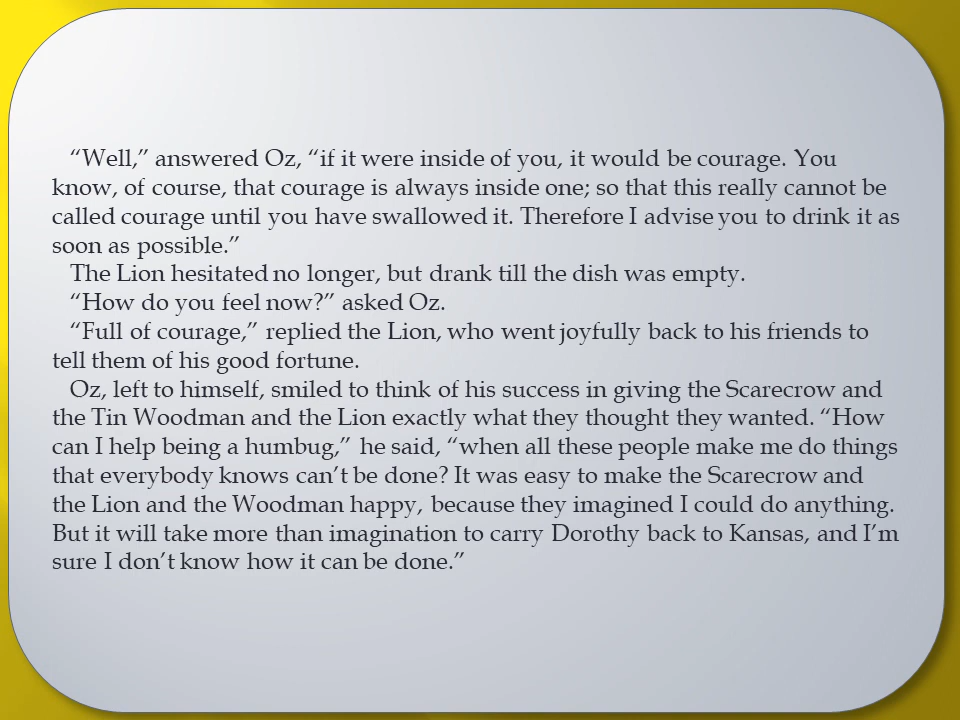 “Well,” answered Oz, “if it were inside of you, it would be courage. You
know, of course, that courage is always inside one; so that this really cannot be
called courage until you have swallowed it. Therefore I advise you to drink it as
soon as possible.”
The Lion hesitated no longer, but drank till the dish was empty.
“How do you feel now?” asked Oz.
“Full of courage,” replied the Lion, who went joyfully back to his friends to
tell them of his good fortune.
Oz, left to himself, smiled to think of his success in giving the Scarecrow and
the Tin Woodman and the Lion exactly what they thought they wanted. “How
can I help being a humbug,” he said, “when all these people make me do things
that everybody knows can’t be done? It was easy to make the Scarecrow and
the Lion and the Woodman happy, because they imagined I could do anything.
But it will take more than imagination to carry Dorothy back to Kansas, and I’m
sure I don’t know how it can be done.”